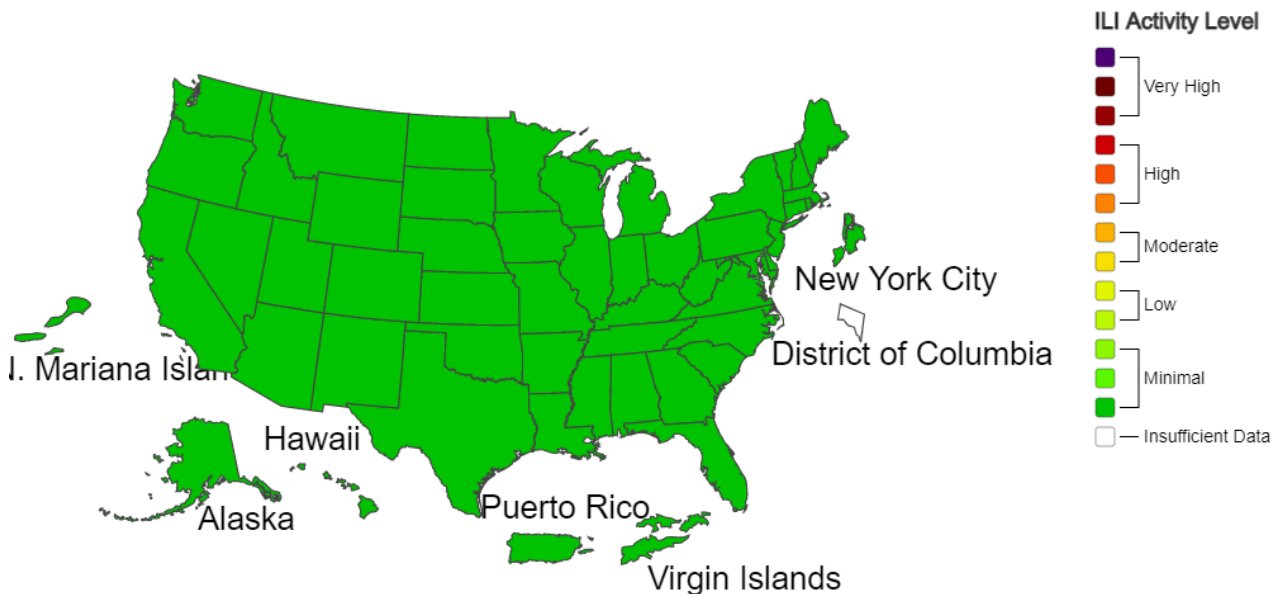 ILI Activity Level
Very High
High
Moderate
Low
Minimal
Insufficient Data
New York City
District of Columbia
N. Mariana Islan
Hawaii
Alaska
Puerto Rico
Virgin Islands